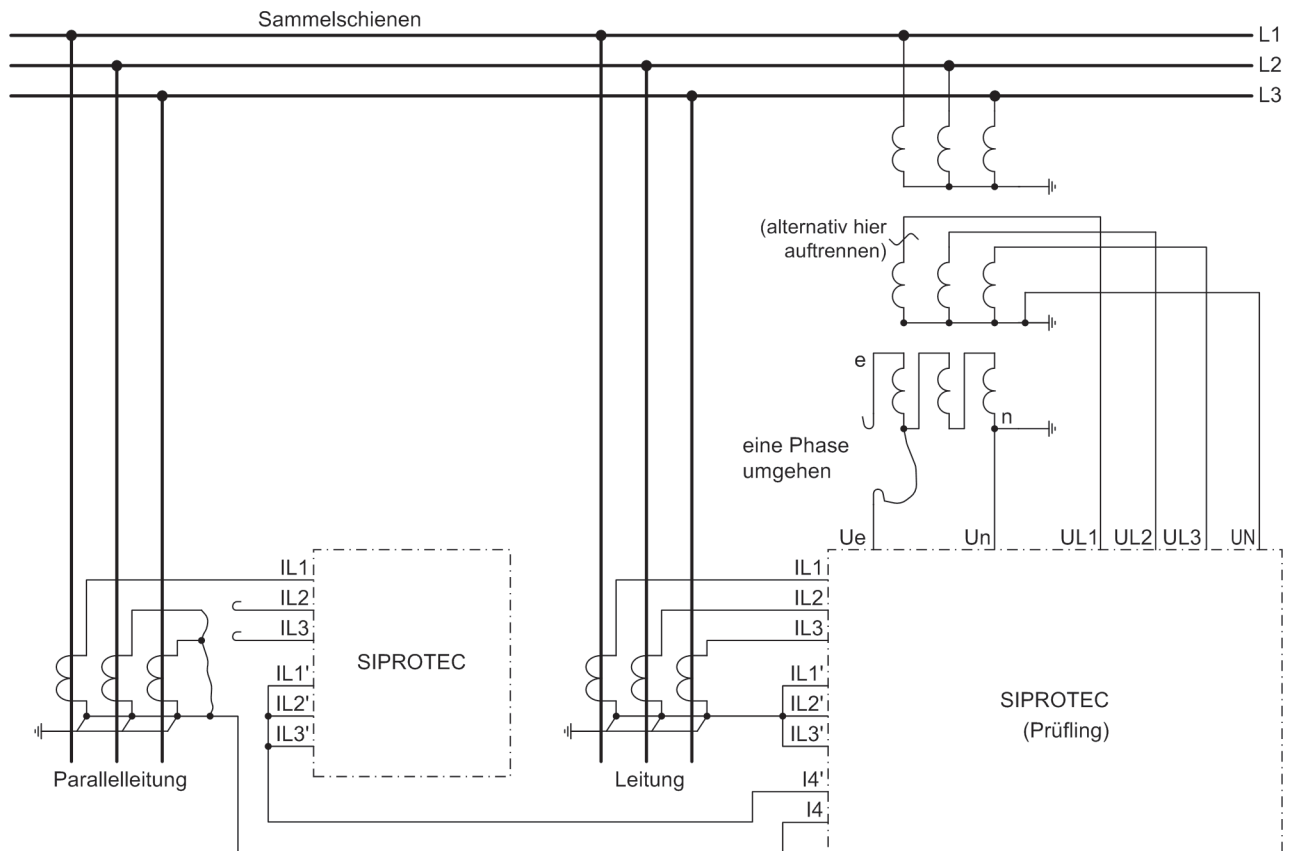 Sammelschienen
L1
L2
L3
(alternativ hier
auftrennen)
e
n
eine Phase
umgehen
Ue
Un
UL1
UL2
UL3
UN
IL1
IL2
IL3
SIPROTEC
IL1'
IL2'
IL3'
Parallelleitung
IL1
IL2
IL3
IL1'
IL2'
IL3'
Leitung
SIPROTEC
(Prüfling)
I4'
I4